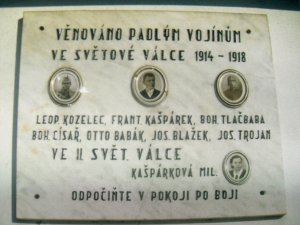 VĚNOVÁNO PADLÝM VOJÍNŮM
VE SVĚTOVÉ VÁLCE 1914 - 1918
LEOP. KOZELEC, FRANT. KAŠPÁREK, BOH. TLAČBABA
BOH. CÍSAŘ, OTTO BABÁK, JOS. BLAŽEK, JOS. TROJAN
VE II. SVĚT. VÁLCE
KAŠPÁRKOVÁ MIL.
ODPOČIŇTE V POKOJI PO BOJI